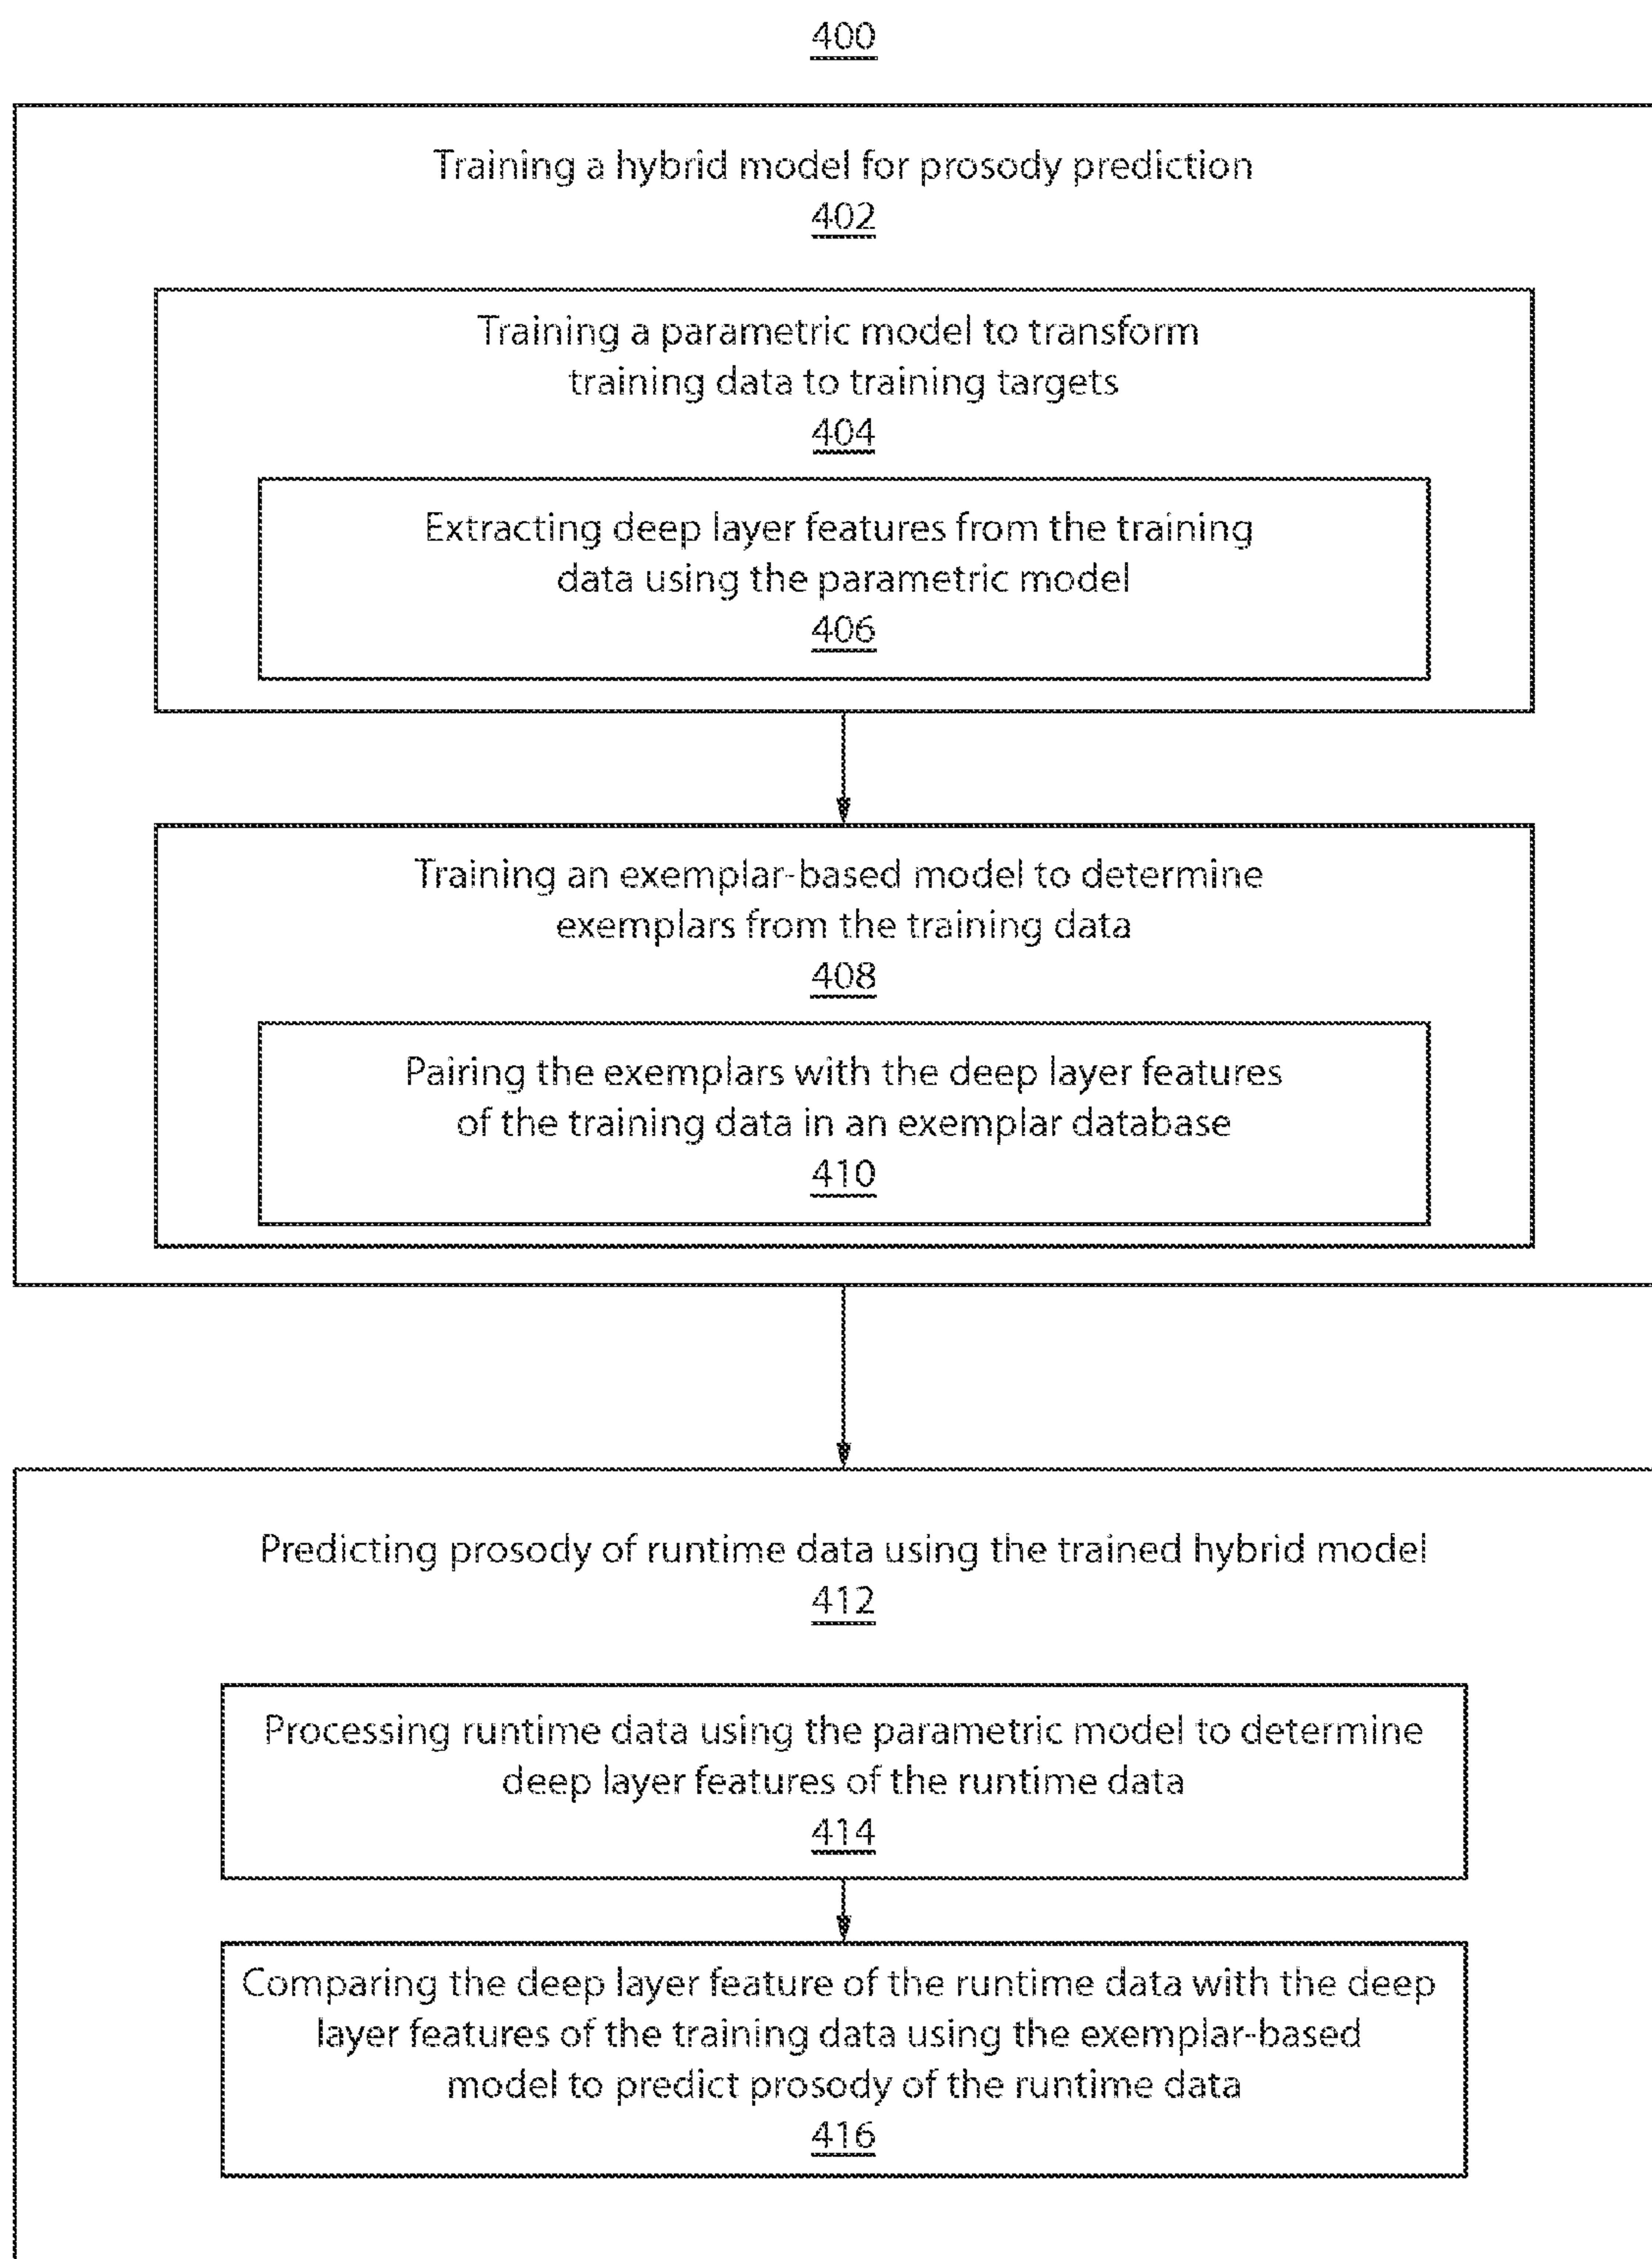 400
Training a hybrid model for prosody prediction
402
Training a parametric model to transform
training data to training targets
404
Extracting deep layer features from the training
data using the parametric model
406
Training an exemplar-based model to determine
exemplars from the training data
408
Pairing the exemplars with the deep layer features
of the training data in an exemplar database
410
Predicting prosody of runtime data using the trained hybrid model
412
Processing runtime data using the parametric model to determine
deep layer features of the runtime data
414
Comparing the deep layer feature of the runtime data with the deep
layer features of the training data using the exemplar-based
model to predict prosody of the runtime data
416